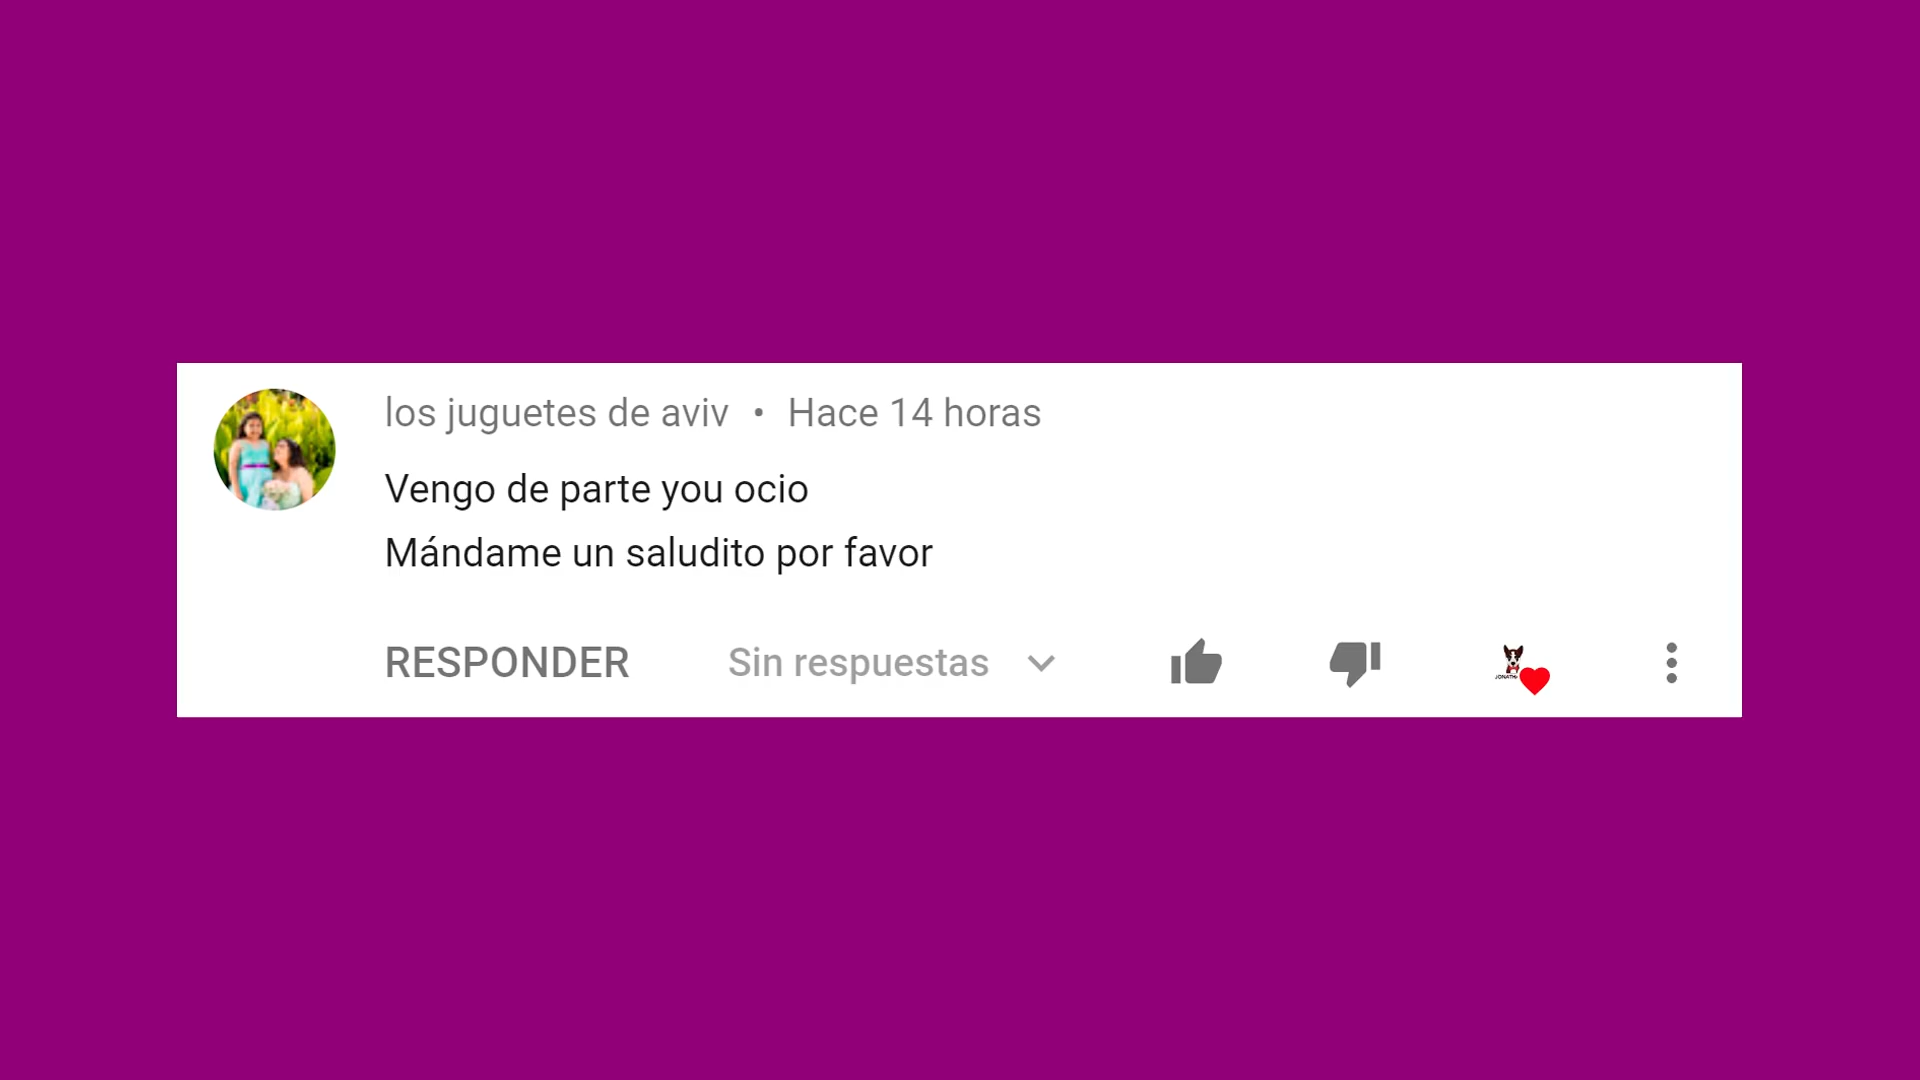 los juguetes de aviv • Hace 14 horas
Vengo de parte you ocio
Mándame un saludito por favor
RESPONDER Sin respuestas